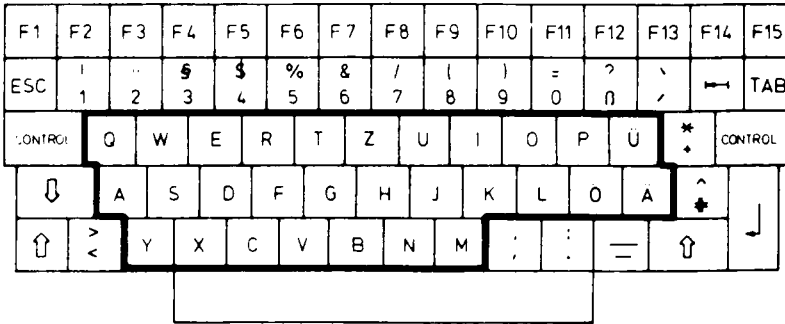 F1 F2 F3 F4 F5 F6 F7 F8 F9 F10 F11 F12 F13 F14 F15
ESC ! 1 " 2 § 3 $ 4 % 5 & 6 / 7 ( 8 ) 9 = 0 ? ß ` ´ TAB
CONTROL Q W E R T Z U I O P Ü * + CONTROL
A S D F G H J K L O Ä ^ #
> < Y X C V B N M ; , : .